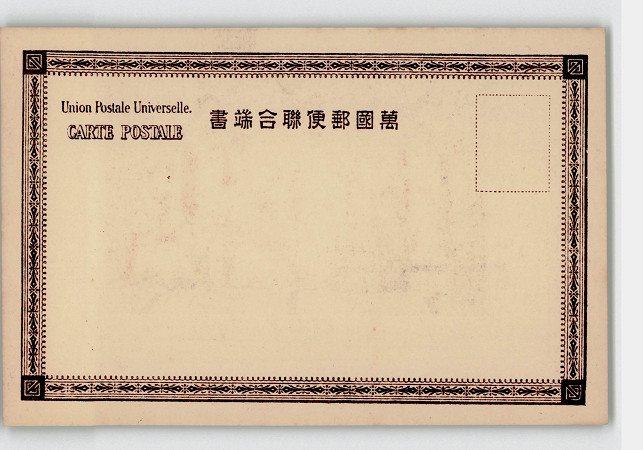 Union Postale Universelle.
CARTE POSTALE
書端合聯便郵國萬